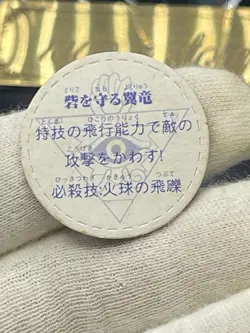 砦を守る翼竜
特技の飛行能力で敵の
攻撃をかわす!
必殺技:火球の飛礫